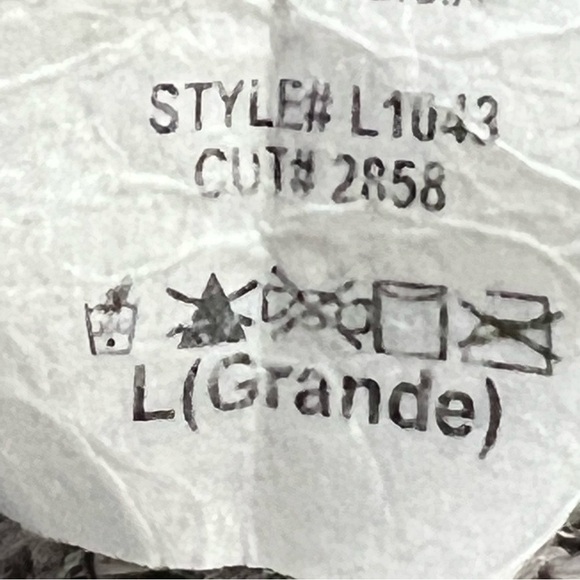 STYLE# L1043
CUT# 2858
L(Grande)